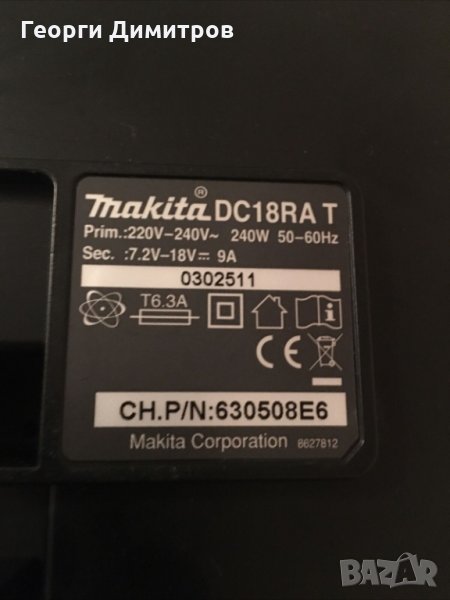 Георги Димитров
makita® DC18RA T
Prim.:220V–240V~ 240W 50–60Hz
Sec. :7.2V–18V⎓ 9A
0302511
T6.3A
i
CE
CH.P/N:630508E6
Makita Corporation 8627812
BAZAR